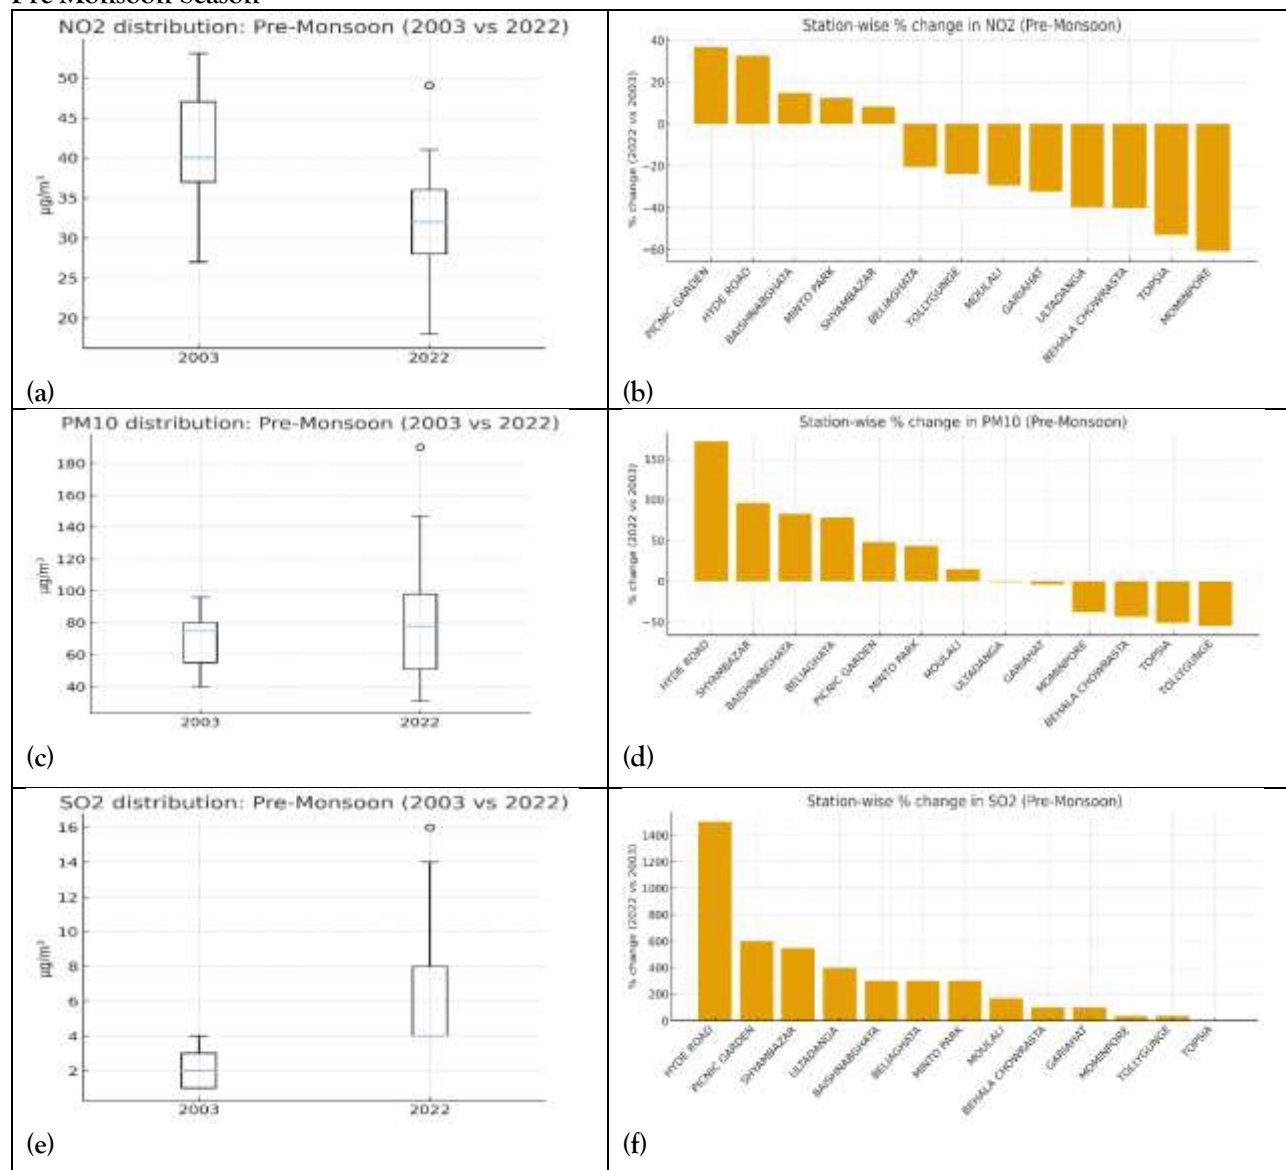 Pre Monsoon Season
NO2 distribution: Pre-Monsoon (2003 vs 2022)
µg/m³
50
45
40
35
30
25
20
2003 2022
(a)
Station-wise % change in NO2 (Pre-Monsoon)
% change (2022 vs 2003)
40
20
0
−20
−40
−60
PICNIC GARDEN
HYDE ROAD
BAISHNABGHATA
MINTO PARK
SHYAMBAZAR
BELIAGHATA
TOLLYGUNGE
MOULALI
GARIAHAT
ULTADANGA
BEHALA CHOWRASTA
TOPSIA
MOMINPORE
(b)
PM10 distribution: Pre-Monsoon (2003 vs 2022)
µg/m³
180
160
140
120
100
80
60
40
2003 2022
(c)
Station-wise % change in PM10 (Pre-Monsoon)
% change (2022 vs 2003)
150
100
50
0
−50
HYDE ROAD
SHYAMBAZAR
BAISHNABGHATA
BELIAGHATA
PICNIC GARDEN
MINTO PARK
MOULALI
ULTADANGA
GARIAHAT
MOMINPORE
BEHALA CHOWRASTA
TOPSIA
TOLLYGUNGE
(d)
SO2 distribution: Pre-Monsoon (2003 vs 2022)
µg/m³
16
14
12
10
8
6
4
2
2003 2022
(e)
Station-wise % change in SO2 (Pre-Monsoon)
% change (2022 vs 2003)
1400
1200
1000
800
600
400
200
0
HYDE ROAD
PICNIC GARDEN
SHYAMBAZAR
ULTADANGA
BAISHNABGHATA
BELIAGHATA
MINTO PARK
MOULALI
BEHALA CHOWRASTA
GARIAHAT
MOMINPORE
TOLLYGUNGE
TOPSIA
(f)